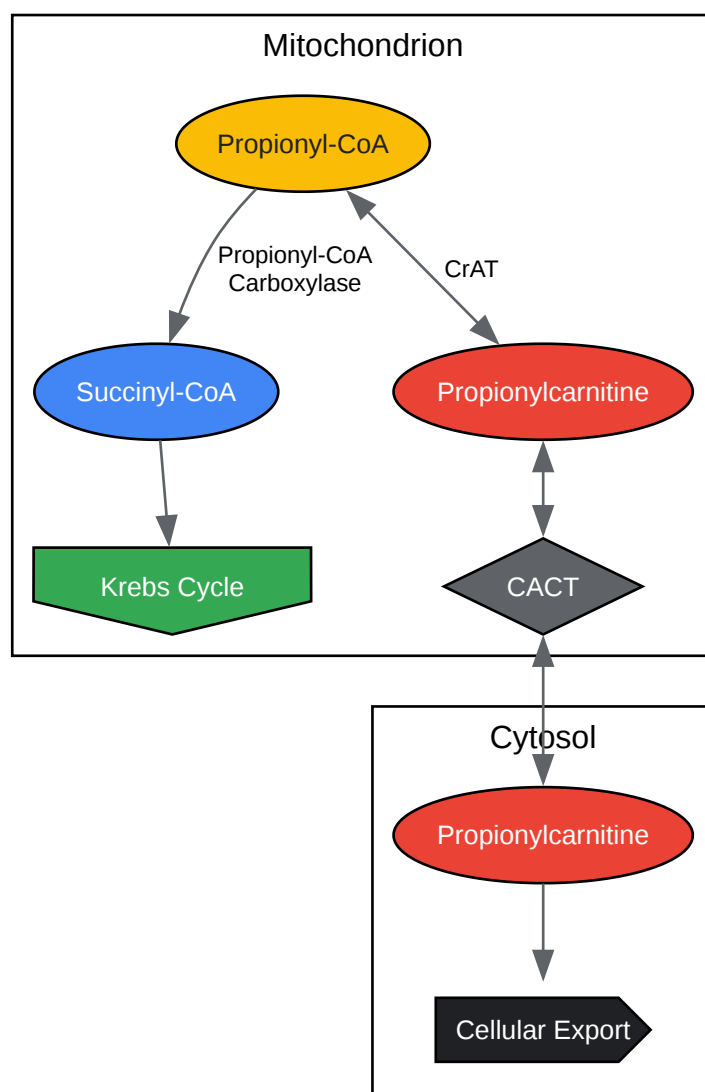 Mitochondrion
Propionyl-CoA
Propionyl-CoA
Carboxylase
CrAT
Succinyl-CoA
Propionylcarnitine
Krebs Cycle
CACT
Cytosol
Propionylcarnitine
Cellular Export